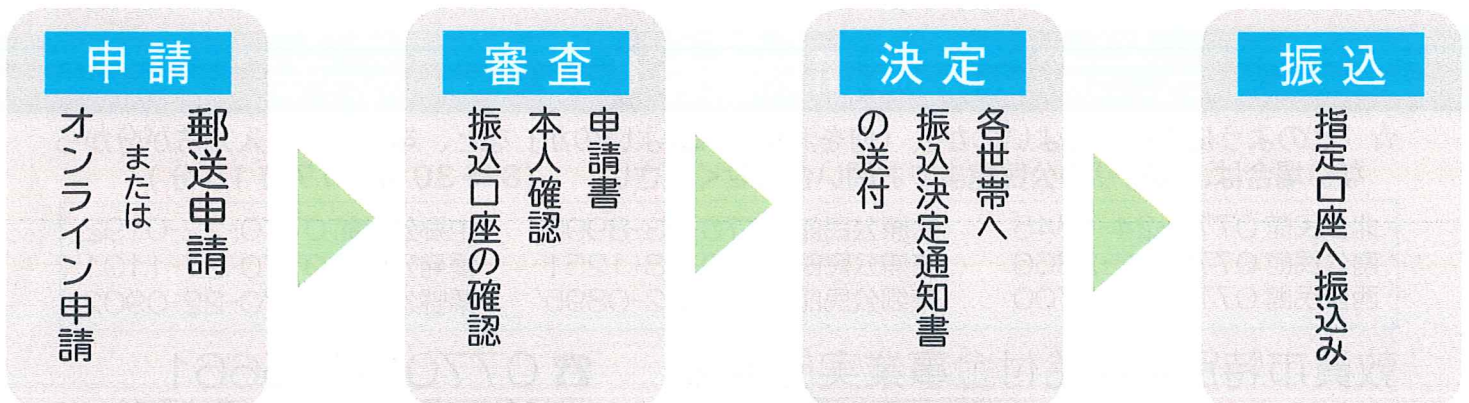 申請
郵送申請
または
オンライン申請
審査
申請書
本人確認
振込口座の確認
決定
各世帯へ
振込決定通知書
の送付
振込
指定口座へ振込み